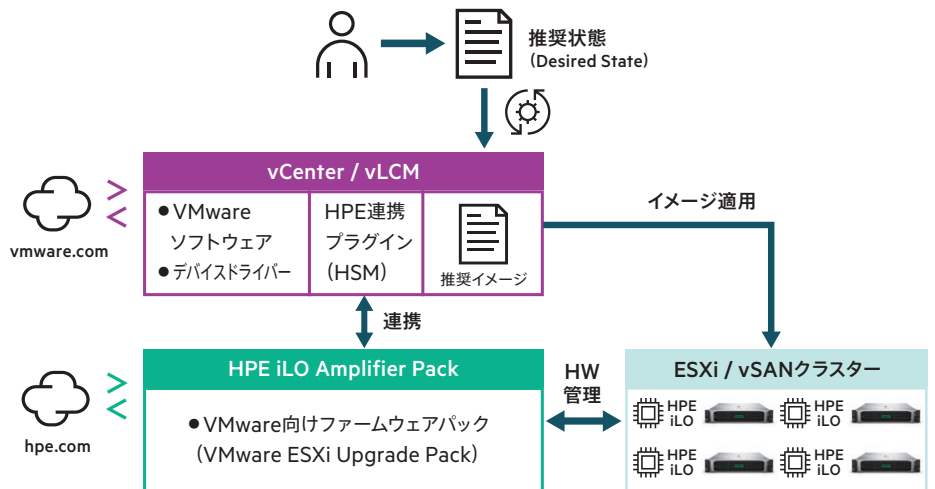 推奨状態
(Desired State)
vCenter / vLCM
vmware.com
●VMware
ソフトウェア
●デバイスドライバー
HPE連携
プラグイン
(HSM)
推奨イメージ
イメージ適用
連携
HPE iLO Amplifier Pack
hpe.com
●VMware向けファームウェアパック
(VMware ESXi Upgrade Pack)
HW
管理
ESXi / vSANクラスター
HPE
iLO
HPE
iLO
HPE
iLO
HPE
iLO